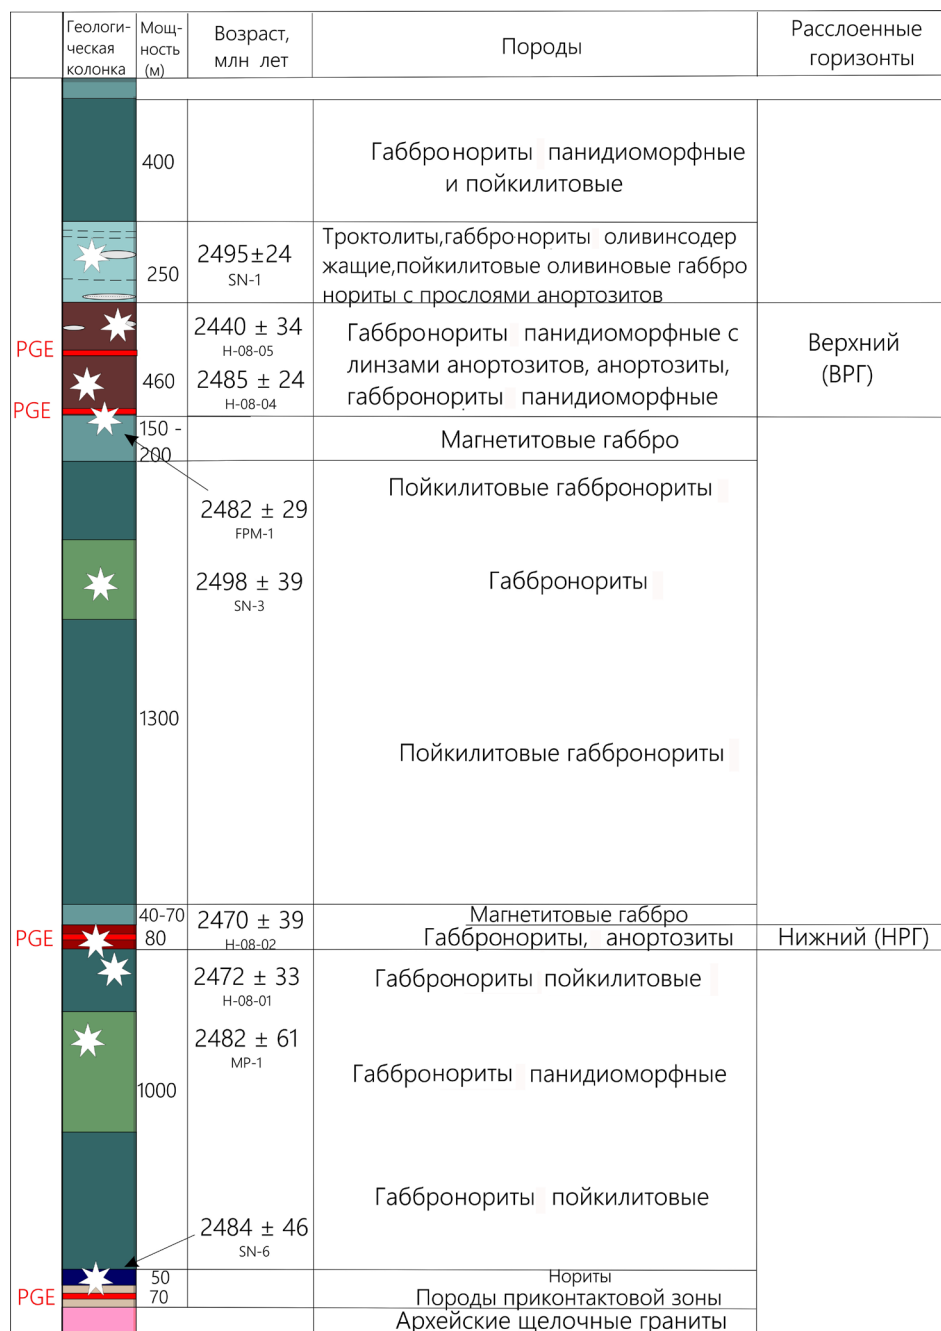 Геологи-
ческая
колонка
Мощ-
ность
(м)
Возраст,
млн лет
Породы
Расслоенные
горизонты
400
Габбронориты панидиоморфные
и пойкилитовые
250
2495±24
SN-1
Троктолиты,габбронориты оливинсодер
жащие,пойкилитовые оливиновые габбро
нориты с прослоями анортозитов
PGE
PGE
460
2440 ± 34
H-08-05
2485 ± 24
H-08-04
Габбронориты панидиоморфные с
линзами анортозитов, анортозиты,
габбронориты панидиоморфные
Верхний
(ВРГ)
150 -
200
Магнетитовые габбро
Пойкилитовые габбронориты
2482 ± 29
FPM-1
2498 ± 39
SN-3
Габбронориты
1300
Пойкилитовые габбронориты
40-70
Магнетитовые габбро
PGE
80
2470 ± 39
H-08-02
Габбронориты, анортозиты
Нижний (НРГ)
2472 ± 33
H-08-01
Габбронориты пойкилитовые
2482 ± 61
MP-1
Габбронориты панидиоморфные
1000
Габбронориты пойкилитовые
2484 ± 46
SN-6
50
Нориты
PGE
70
Породы приконтактовой зоны
Архейские щелочные граниты